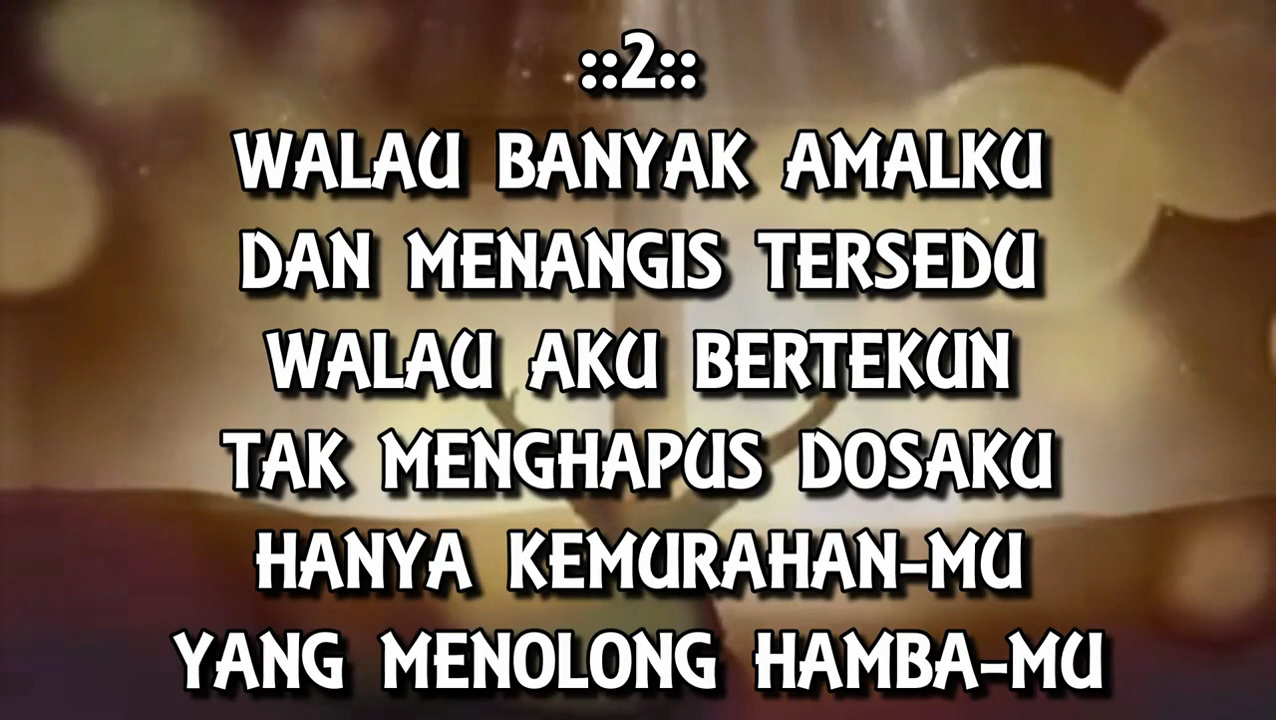 ::2::
WALAU BANYAK AMALKU
DAN MENANGIS TERSEDU
WALAU AKU BERTEKUN
TAK MENGHAPUS DOSAKU
HANYA KEMURAHAN-MU
YANG MENOLONG HAMBA-MU